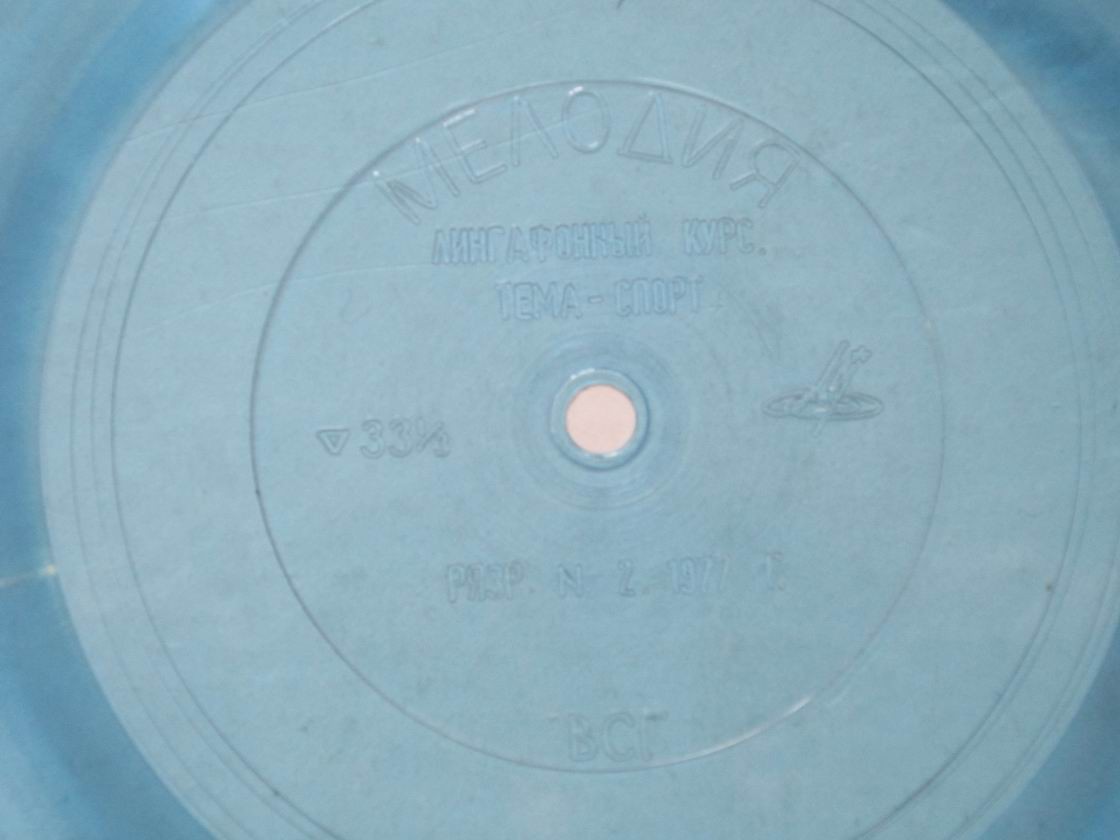 МЕЛОДИЯ
ЛИНГАФОННЫЙ КУРС.
ТЕМА - СПОРТ
▽33⅓
РАЗР. N 2. 1977 Г.
ВСГ